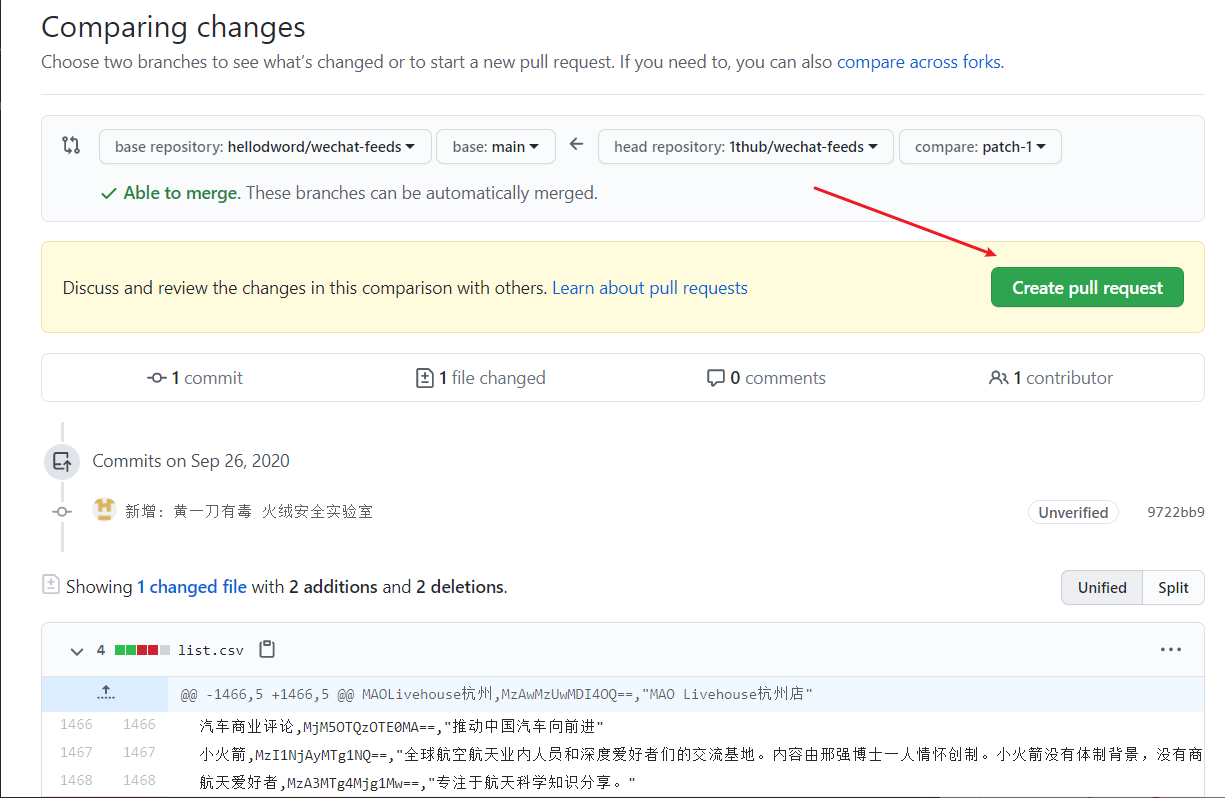 Comparing changes
Choose two branches to see what's changed or to start a new pull request. If you need to, you can also compare across forks.
base repository: hellodword/wechat-feeds base: main head repository: 1thub/wechat-feeds compare: patch-1
Able to merge. These branches can be automatically merged.
Discuss and review the changes in this comparison with others. Learn about pull requests Create pull request
1 commit 1 file changed 0 comments 1 contributor
Commits on Sep 26, 2020
新增：黄一刀有毒 火绒安全实验室 Unverified 9722bb9
Showing 1 changed file with 2 additions and 2 deletions. Unified Split
4 list.csv
@@ -1466,5 +1466,5 @@ MAOLivehouse杭州,MzAwMzUwMDI4OQ==,"MAO Livehouse杭州店"
1466 1466 汽车商业评论,MjM5OTQzOTE0MA==,"推动中国汽车向前进"
1467 1467 小火箭,MzI1NjAyMTg1NQ==,"全球航空航天业内人员和深度爱好者们的交流基地。内容由邢强博士一人情怀创制。小火箭没有体制背景，没有商
1468 1468 航天爱好者,MzA3MTg4Mjg1Mw==,"专注于航天科学知识分享。"